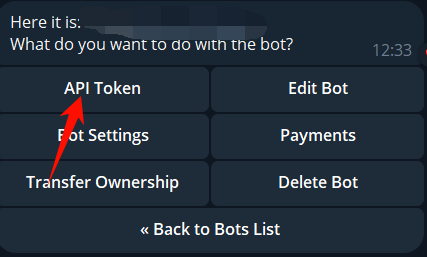 Here it is:
What do you want to do with the bot?
12:33
API Token
Edit Bot
Bot Settings
Payments
Transfer Ownership
Delete Bot
« Back to Bots List